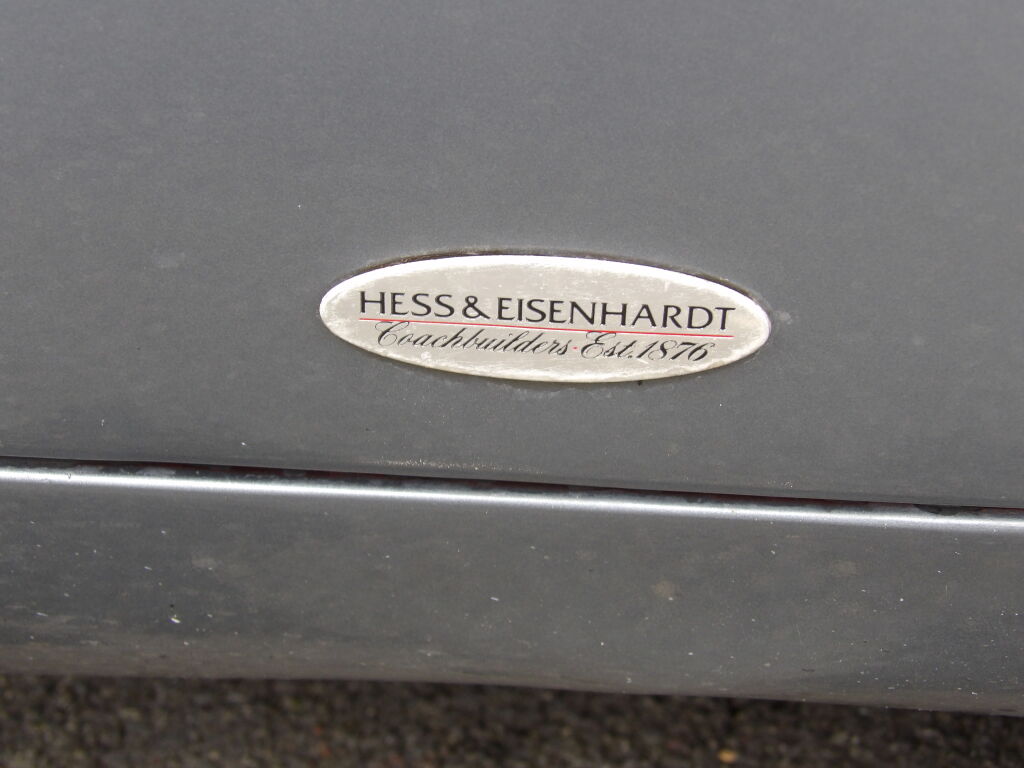 HESS & EISENHARDT
Coachbuilders · Est. 1876